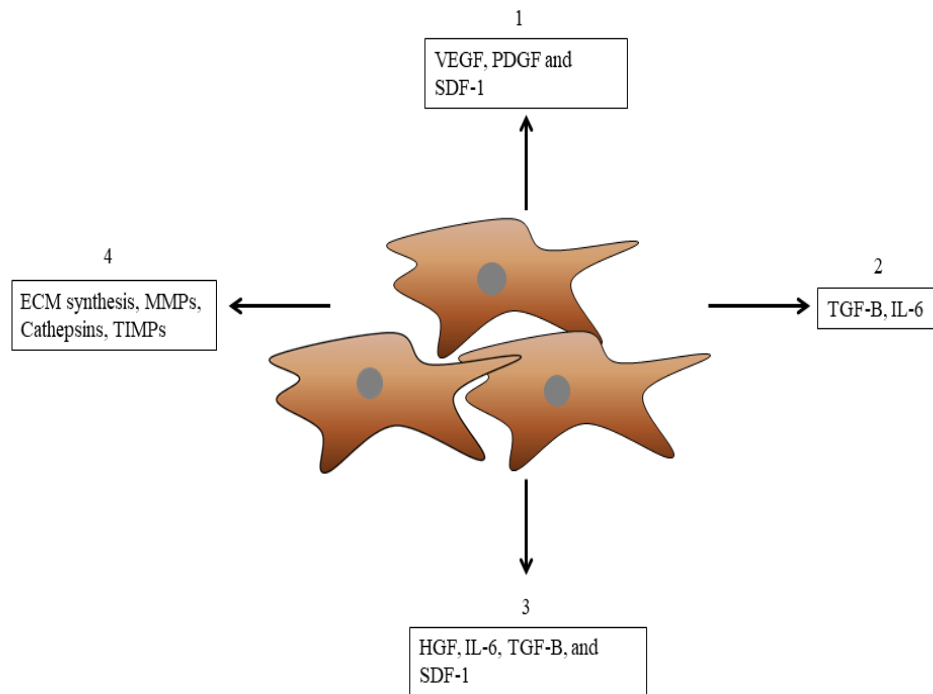 1
VEGF, PDGF and
SDF-1
4
ECM synthesis, MMPs,
Cathepsins, TIMPs
2
TGF-B, IL-6
3
HGF, IL-6, TGF-B, and
SDF-1